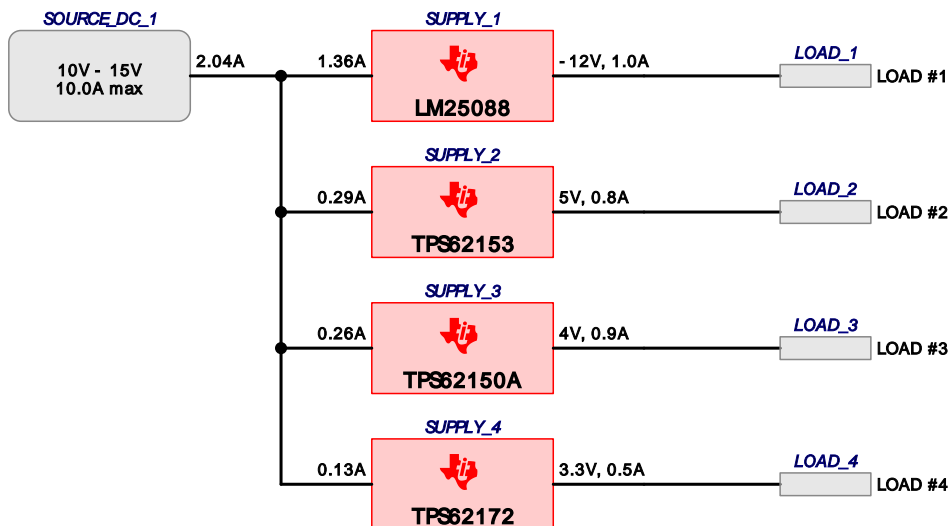 SOURCE_DC_1
10V - 15V
10.0A max
2.04A
SUPPLY_1
1.36A
LM25088
-12V, 1.0A
LOAD_1
LOAD #1
SUPPLY_2
0.29A
TPS62153
5V, 0.8A
LOAD_2
LOAD #2
SUPPLY_3
0.26A
TPS62150A
4V, 0.9A
LOAD_3
LOAD #3
SUPPLY_4
0.13A
TPS62172
3.3V, 0.5A
LOAD_4
LOAD #4